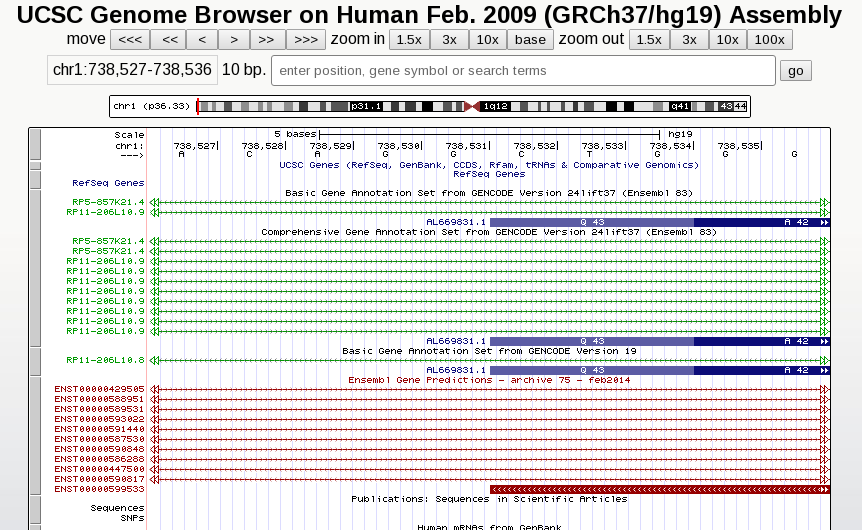 UCSC Genome Browser on Human Feb. 2009 (GRCh37/hg19) Assembly
move <<< << < > >> >>> zoom in 1.5x 3x 10x base zoom out 1.5x 3x 10x 100x
chr1:738,527-738,536 10 bp. enter position, gene symbol or search terms go
chr1 (p36.33) p31.1 1q12 q41 43 44
Scale 5 bases hg19
chr1: 738,527 738,528 738,529 738,530 738,531 738,532 738,533 738,534 738,535
---> A C A G G C T G G G
UCSC Genes (RefSeq, GenBank, CCDS, Rfam, tRNAs & Comparative Genomics)
RefSeq Genes
RefSeq Genes
Basic Gene Annotation Set from GENCODE Version 24lift37 (Ensembl 83)
RP5-857K21.4
RP11-206L10.9
AL669831.1 Q 43 A 42
Comprehensive Gene Annotation Set from GENCODE Version 24lift37 (Ensembl 83)
RP5-857K21.4
RP5-857K21.4
RP11-206L10.9
RP11-206L10.9
RP11-206L10.9
RP11-206L10.9
RP11-206L10.9
RP11-206L10.9
RP11-206L10.9
RP11-206L10.9
AL669831.1 Q 43 A 42
Basic Gene Annotation Set from GENCODE Version 19
RP11-206L10.8
AL669831.1 Q 43 A 42
Ensembl Gene Predictions - archive 75 - feb2014
ENST00000429505
ENST00000588951
ENST00000589531
ENST00000593022
ENST00000591440
ENST00000587530
ENST00000590848
ENST00000586288
ENST00000447500
ENST00000590817
ENST00000599533
Publications: Sequences in Scientific Articles
Sequences
SNPs
Human mRNAs from GenBank